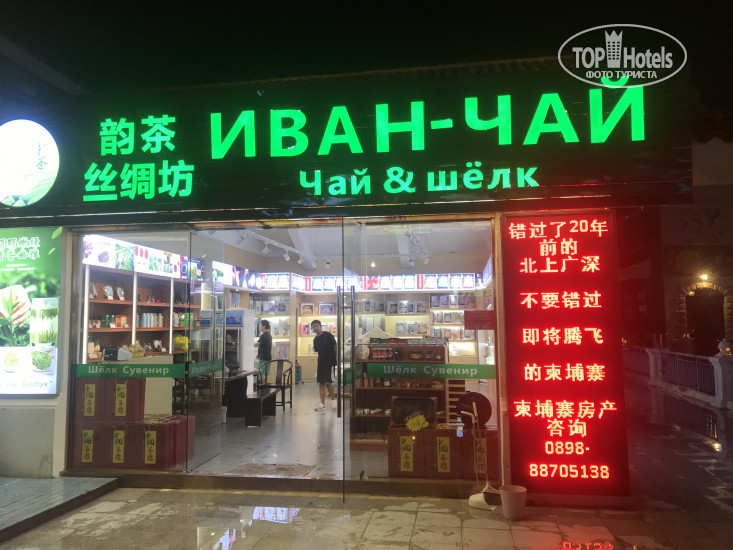 TOP Hotels
ФОТО ТУРИСТА
韵茶
丝绸坊
ИВАН-ЧАЙ
Чай & шёлк
错过了20年
前的
北上广深
不要错过
即将腾飞
的柬埔寨
柬埔寨房产
咨询
0898-
88705138
Шёлк Сувенир
Шёлк Сувенир